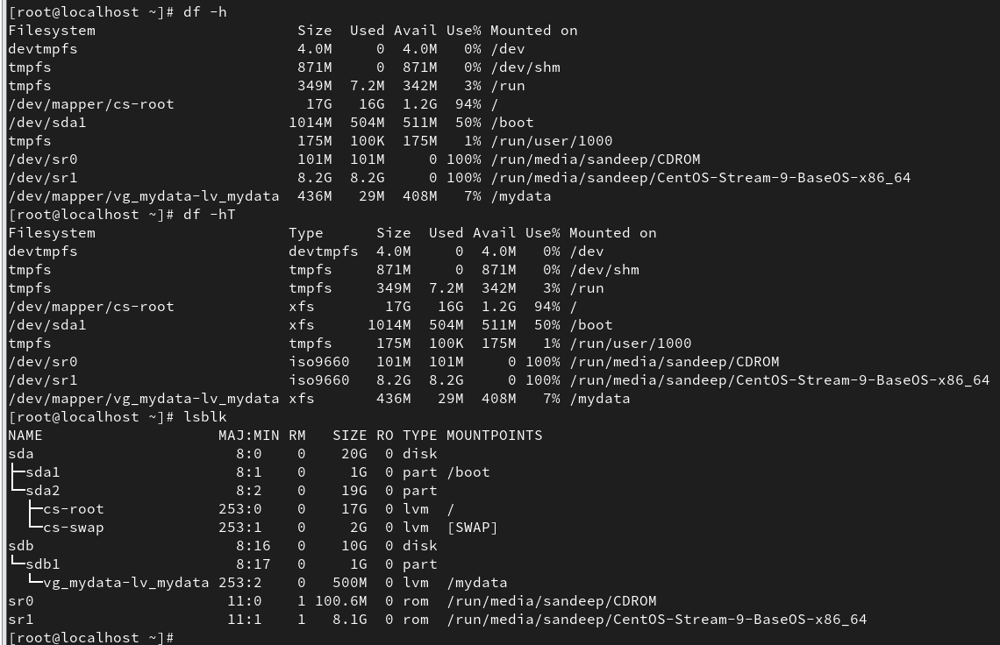 [root@localhost ~]# df -h
Filesystem                       Size  Used Avail Use% Mounted on
devtmpfs                         4.0M     0  4.0M   0% /dev
tmpfs                            871M     0  871M   0% /dev/shm
tmpfs                            349M  7.2M  342M   3% /run
/dev/mapper/cs-root               17G   16G  1.2G  94% /
/dev/sda1                       1014M  504M  511M  50% /boot
tmpfs                            175M  100K  175M   1% /run/user/1000
/dev/sr0                         101M  101M     0 100% /run/media/sandeep/CDROM
/dev/sr1                         8.2G  8.2G     0 100% /run/media/sandeep/CentOS-Stream-9-BaseOS-x86_64
/dev/mapper/vg_mydata-lv_mydata  436M   29M  408M   7% /mydata
[root@localhost ~]# df -hT
Filesystem                      Type      Size  Used Avail Use% Mounted on
devtmpfs                        devtmpfs  4.0M     0  4.0M   0% /dev
tmpfs                           tmpfs     871M     0  871M   0% /dev/shm
tmpfs                           tmpfs     349M  7.2M  342M   3% /run
/dev/mapper/cs-root             xfs        17G   16G  1.2G  94% /
/dev/sda1                       xfs      1014M  504M  511M  50% /boot
tmpfs                           tmpfs     175M  100K  175M   1% /run/user/1000
/dev/sr0                        iso9660   101M  101M     0 100% /run/media/sandeep/CDROM
/dev/sr1                        iso9660   8.2G  8.2G     0 100% /run/media/sandeep/CentOS-Stream-9-BaseOS-x86_64
/dev/mapper/vg_mydata-lv_mydata xfs       436M   29M  408M   7% /mydata
[root@localhost ~]# lsblk
NAME                    MAJ:MIN RM   SIZE RO TYPE MOUNTPOINTS
sda                       8:0    0    20G  0 disk
├─sda1                    8:1    0     1G  0 part /boot
└─sda2                    8:2    0    19G  0 part
  ├─cs-root             253:0    0    17G  0 lvm  /
  └─cs-swap             253:1    0     2G  0 lvm  [SWAP]
sdb                       8:16   0    10G  0 disk
└─sdb1                    8:17   0     1G  0 part
  └─vg_mydata-lv_mydata 253:2    0   500M  0 lvm  /mydata
sr0                      11:0    1 100.6M  0 rom  /run/media/sandeep/CDROM
sr1                      11:1    1   8.1G  0 rom  /run/media/sandeep/CentOS-Stream-9-BaseOS-x86_64
[root@localhost ~]#